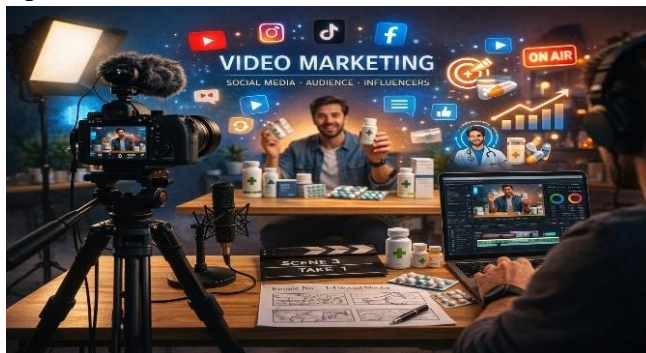 VIDEO MARKETING
SOCIAL MEDIA - AUDIENCE - INFLUENCERS
ON AIR
SCENE 3
TAKE 1